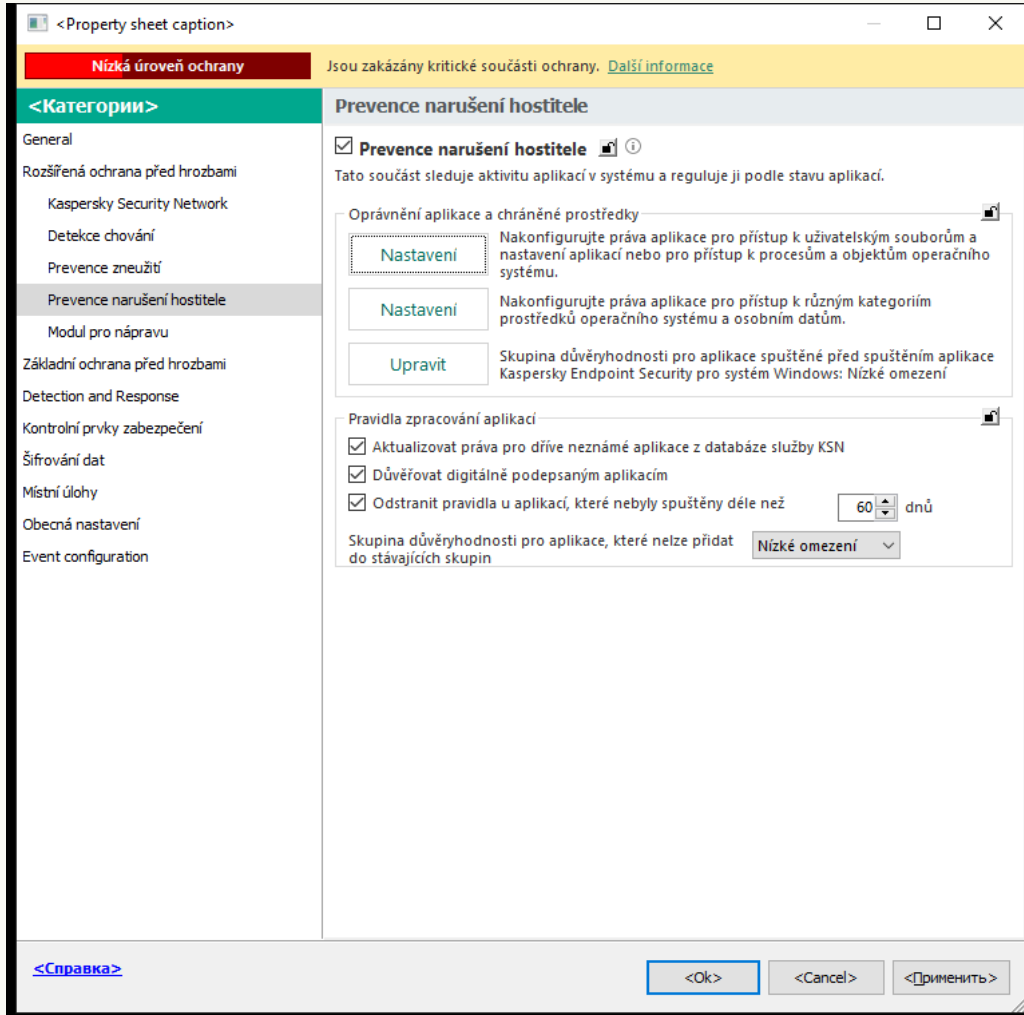 <Property sheet caption>
Nízká úroveň ochrany
Jsou zakázány kritické součásti ochrany. Další informace
<Категории>
General
Rozšířená ochrana před hrozbami
Kaspersky Security Network
Detekce chování
Prevence zneužití
Prevence narušení hostitele
Modul pro nápravu
Základní ochrana před hrozbami
Detection and Response
Kontrolní prvky zabezpečení
Šifrování dat
Místní úlohy
Obecná nastavení
Event configuration
Prevence narušení hostitele
Prevence narušení hostitele
Tato součást sleduje aktivitu aplikací v systému a reguluje ji podle stavu aplikací.
Oprávnění aplikace a chráněné prostředky
Nastavení
Nakonfigurujte práva aplikace pro přístup k uživatelským souborům a
nastavení aplikací nebo pro přístup k procesům a objektům operačního
systému.
Nastavení
Nakonfigurujte práva aplikace pro přístup k různým kategoriím
prostředků operačního systému a osobním datům.
Upravit
Skupina důvěryhodnosti pro aplikace spuštěné před spuštěním aplikace
Kaspersky Endpoint Security pro systém Windows: Nízké omezení
Pravidla zpracování aplikací
Aktualizovat práva pro dříve neznámé aplikace z databáze služby KSN
Důvěřovat digitálně podepsaným aplikacím
Odstranit pravidla u aplikací, které nebyly spuštěny déle než 60 dnů
Skupina důvěryhodnosti pro aplikace, které nelze přidat
do stávajících skupin
Nízké omezení
<Справка>
<Ok>
<Cancel>
<Применить>